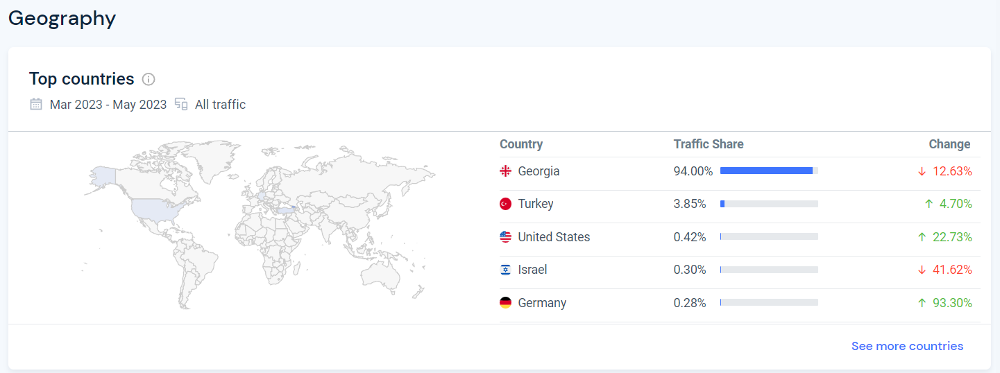 Geography
Top countries
Mar 2023 - May 2023 All traffic
Country Traffic Share Change
Georgia 94.00% ↓ 12.63%
Turkey 3.85% ↑ 4.70%
United States 0.42% ↑ 22.73%
Israel 0.30% ↓ 41.62%
Germany 0.28% ↑ 93.30%
See more countries